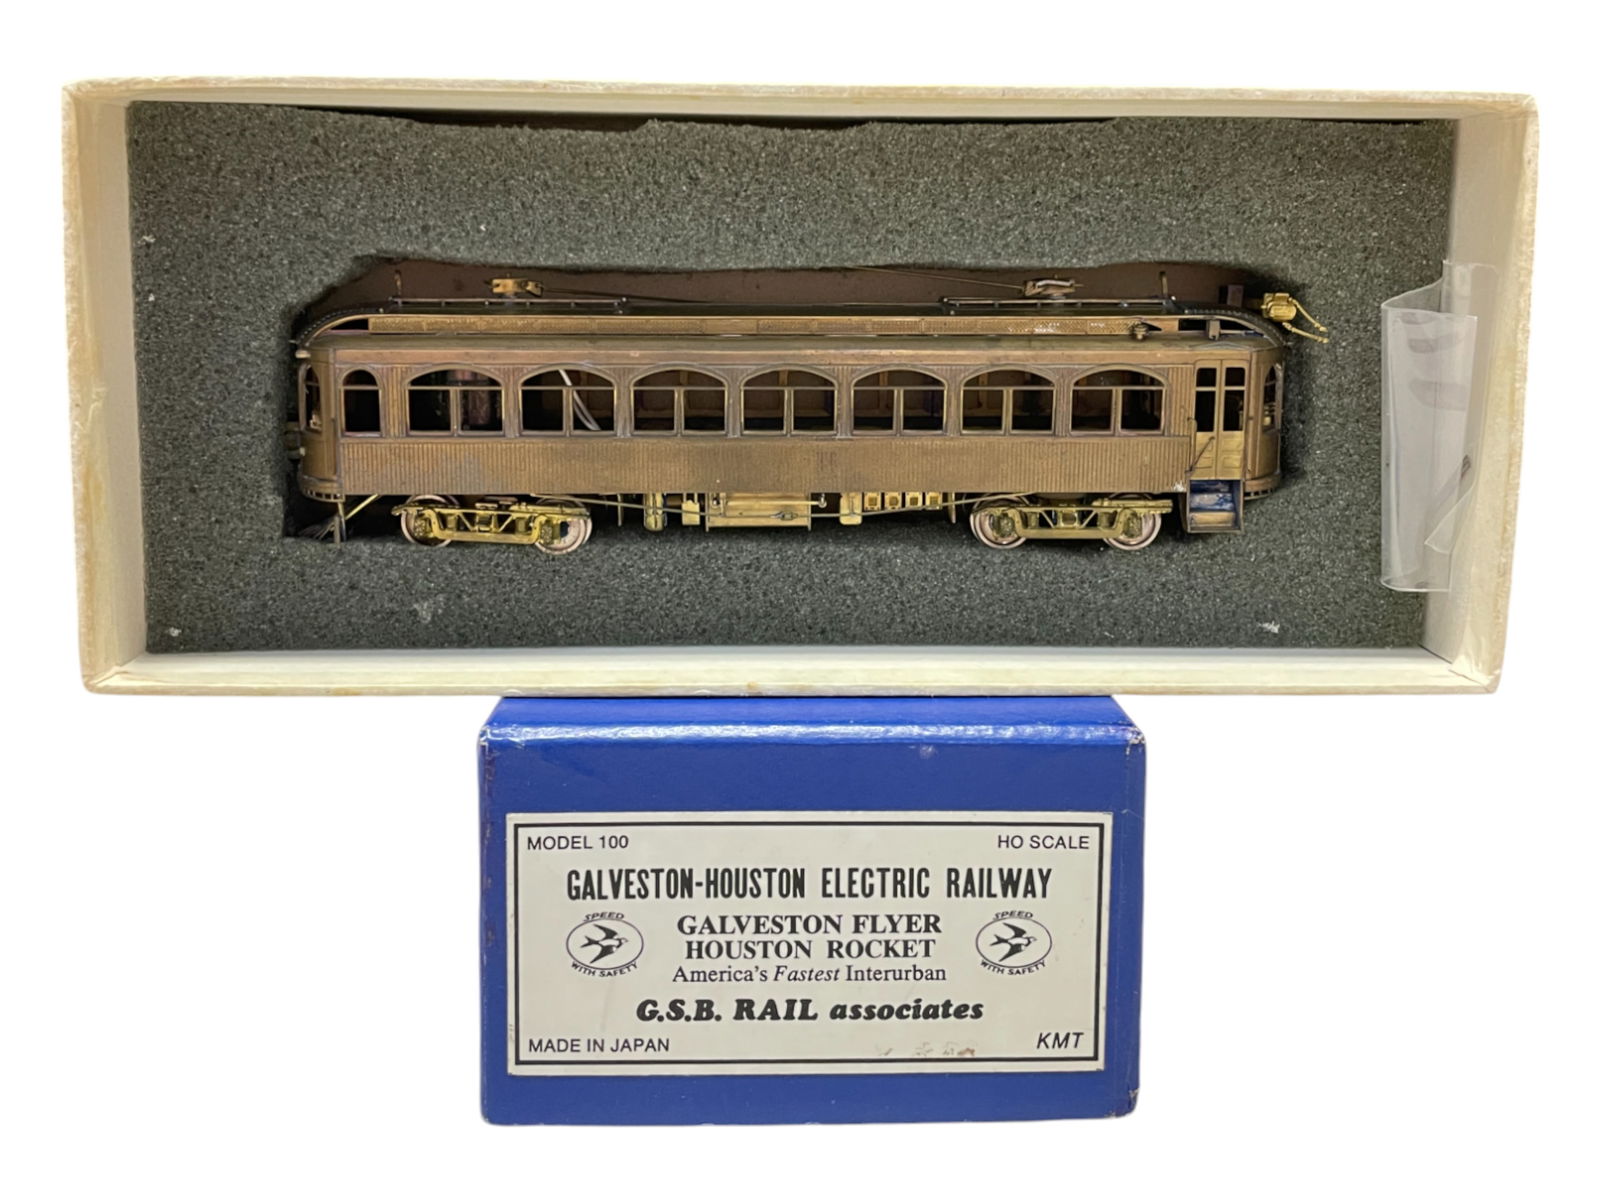 MODEL 100 HO SCALE
GALVESTON-HOUSTON ELECTRIC RAILWAY
SPEED WITH SAFETY
GALVESTON FLYER
HOUSTON ROCKET
SPEED WITH SAFETY
America's Fastest Interurban
G.S.B. RAIL associates
MADE IN JAPAN KMT